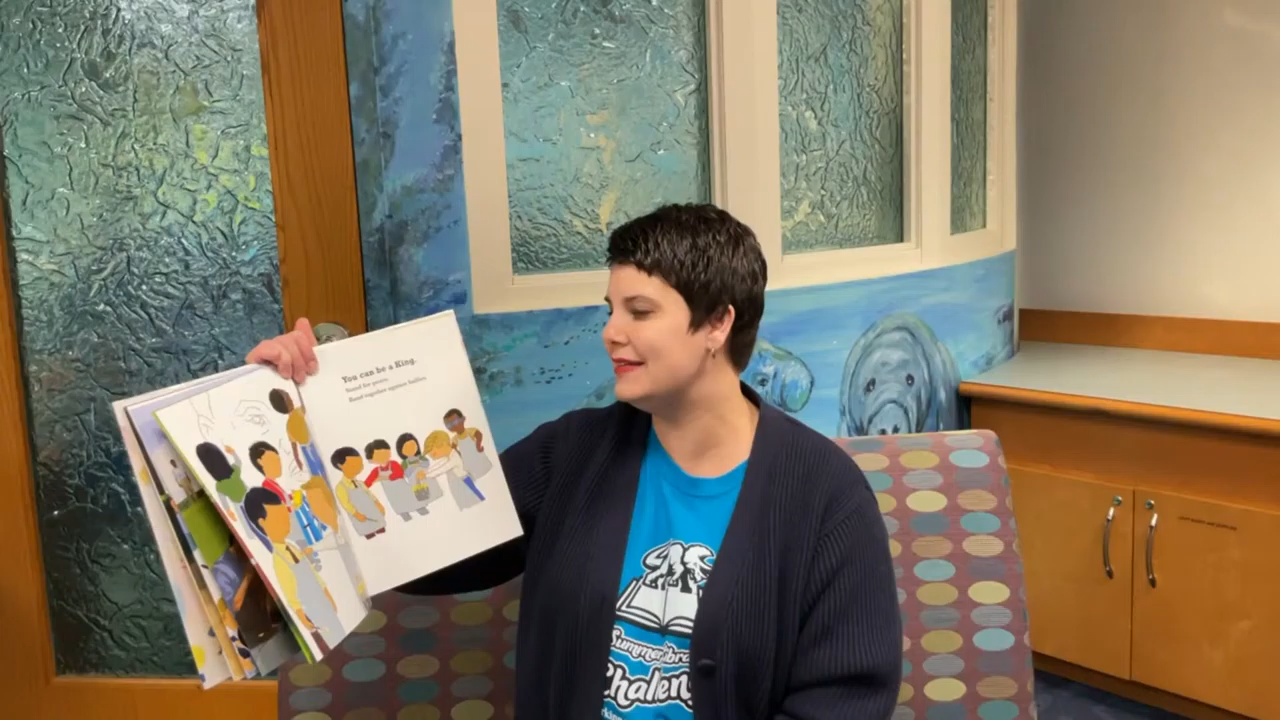 You can be a King.
Stand for peace.
Band together against bullies.
Summer
Challen